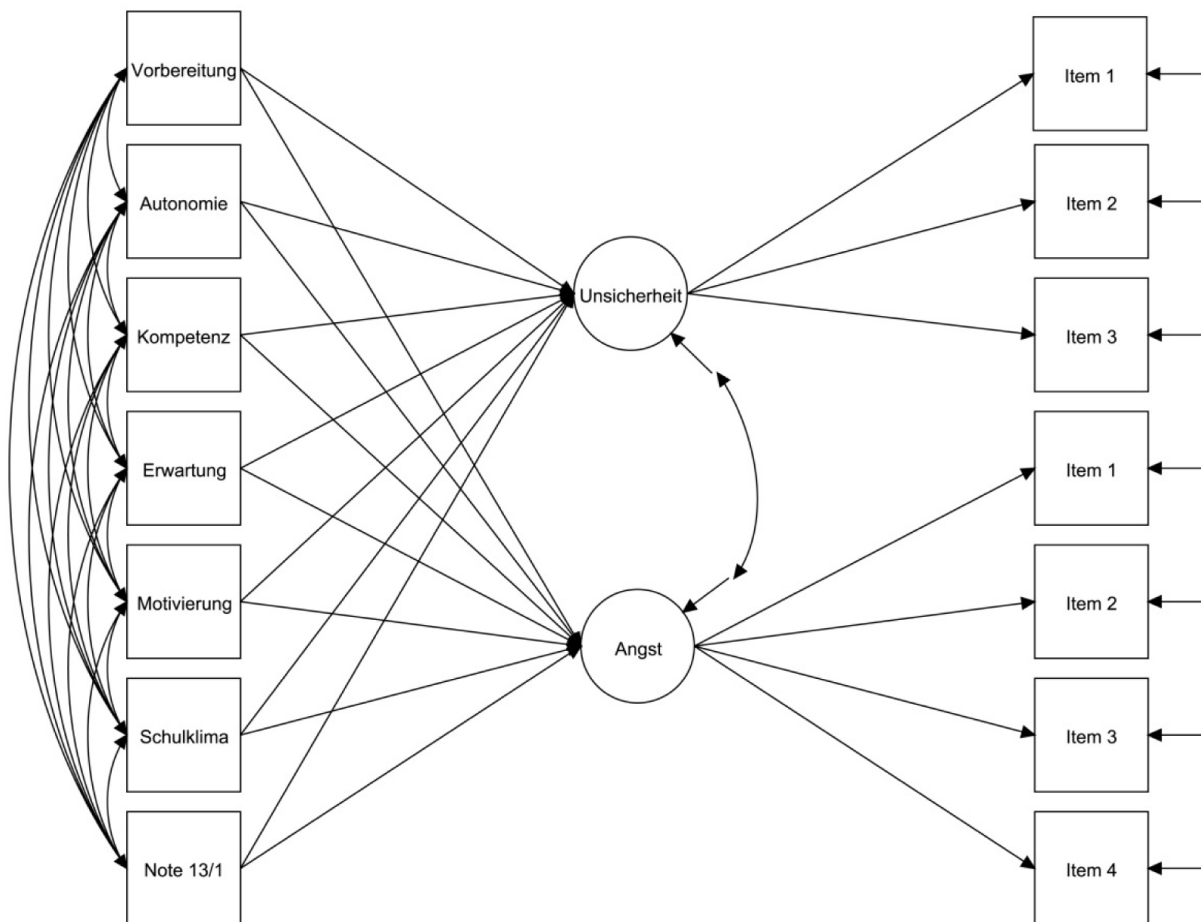 Vorbereitung
Autonomie
Kompetenz
Erwartung
Motivierung
Schulklima
Note 13/1
Unsicherheit
Angst
Item 1
Item 2
Item 3
Item 1
Item 2
Item 3
Item 4